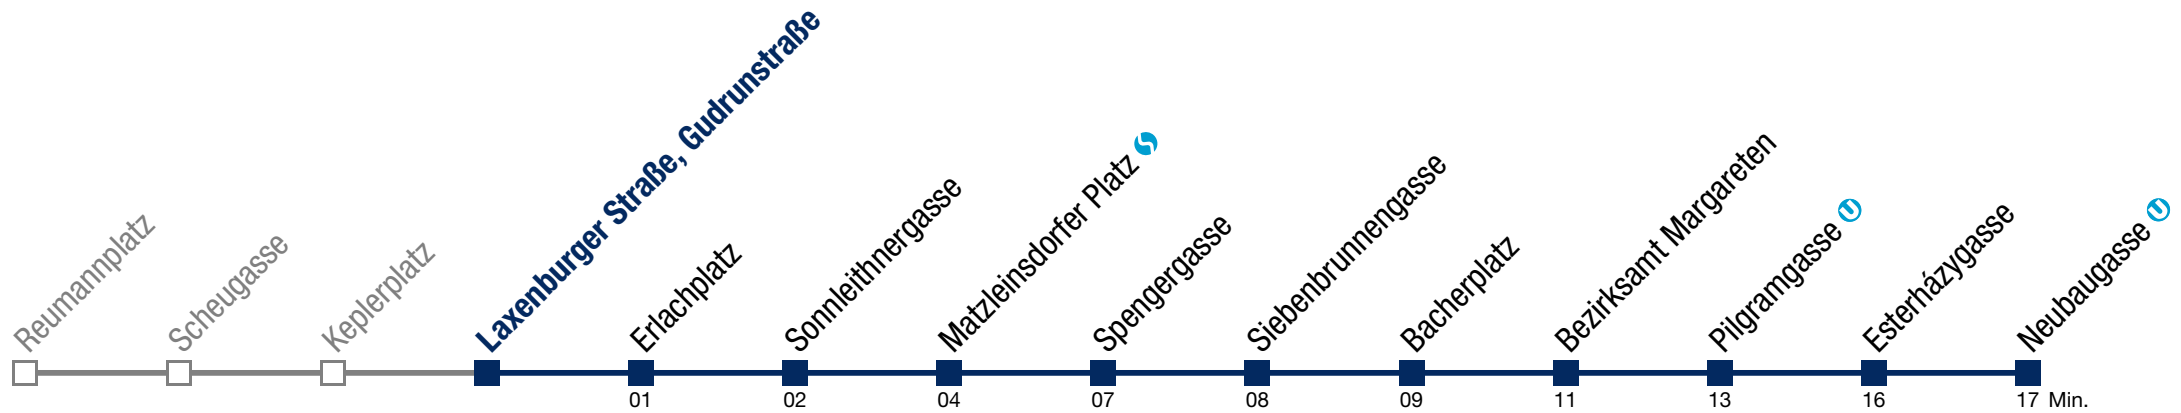 Reumannplatz
Scheugasse
Keplerplatz
Laxenburger Straße, Gudrunstraße
Erlachplatz
Sonnleithnergasse
Matzleinsdorfer Platz S
Spengergasse
Siebenbrunnengasse
Bacherplatz
Bezirksamt Margareten
Pilgramgasse U
Esterházygasse
Neubaugasse U
01 02 04 07 08 09 11 13 16 17 Min.